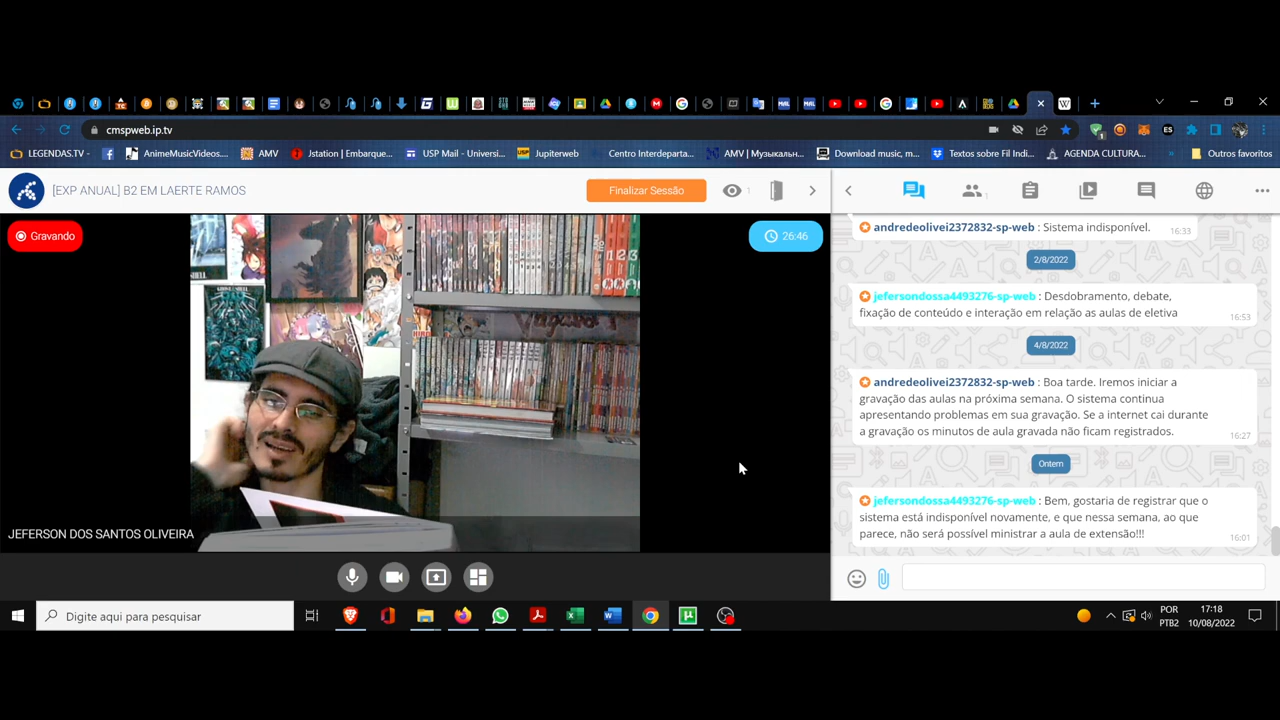 cmspweb.ip.tv
LEGENDAS.TV - AnimeMusicVideos.... AMV Jstation | Embarque... USP Mail - Universi... Jupiterweb Centro Interdeparta... AMV | Музыкальн... Download music, m... Textos sobre Fil Indi... AGENDA CULTURA... » Outros favoritos
[EXP ANUAL] B2 EM LAERTE RAMOS
Finalizar Sessão
1
1
Gravando
26:46
JEFERSON DOS SANTOS OLIVEIRA
andredeolivei2372832-sp-web : Sistema indisponível.
16:33
2/8/2022
jefersondossa4493276-sp-web : Desdobramento, debate,
fixação de conteúdo e interação em relação as aulas de eletiva
16:53
4/8/2022
andredeolivei2372832-sp-web : Boa tarde. Iremos iniciar a
gravação das aulas na próxima semana. O sistema continua
apresentando problemas em sua gravação. Se a internet cai durante
a gravação os minutos de aula gravada não ficam registrados.
16:27
Ontem
jefersondossa4493276-sp-web : Bem, gostaria de registrar que o
sistema está indisponível novamente, e que nessa semana, ao que
parece, não será possível ministrar a aula de extensão!!!
16:01
Digite aqui para pesquisar
POR
PTB2
17:18
10/08/2022